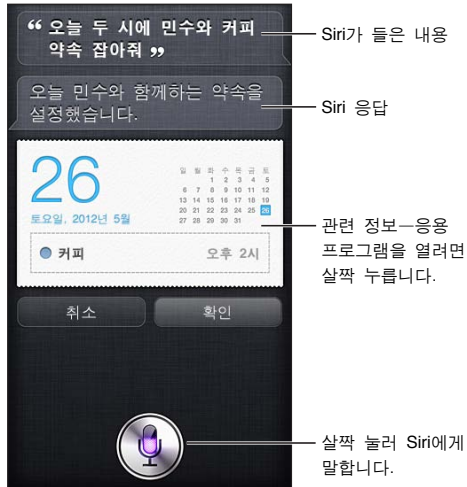 “ 오늘 두 시에 민수와 커피
약속 잡아줘 ”
Siri가 들은 내용
오늘 민수와 함께하는 약속을
설정했습니다.
Siri 응답
26
토요일, 2012년 5월
일 월 화 수 목 금 토
1 2 3 4 5
6 7 8 9 10 11 12
13 14 15 16 17 18 19
20 21 22 23 24 25 26
27 28 29 30 31
커피 오후 2시
관련 정보—응용
프로그램을 열려면
살짝 누릅니다.
취소 확인
살짝 눌러 Siri에게
말합니다.